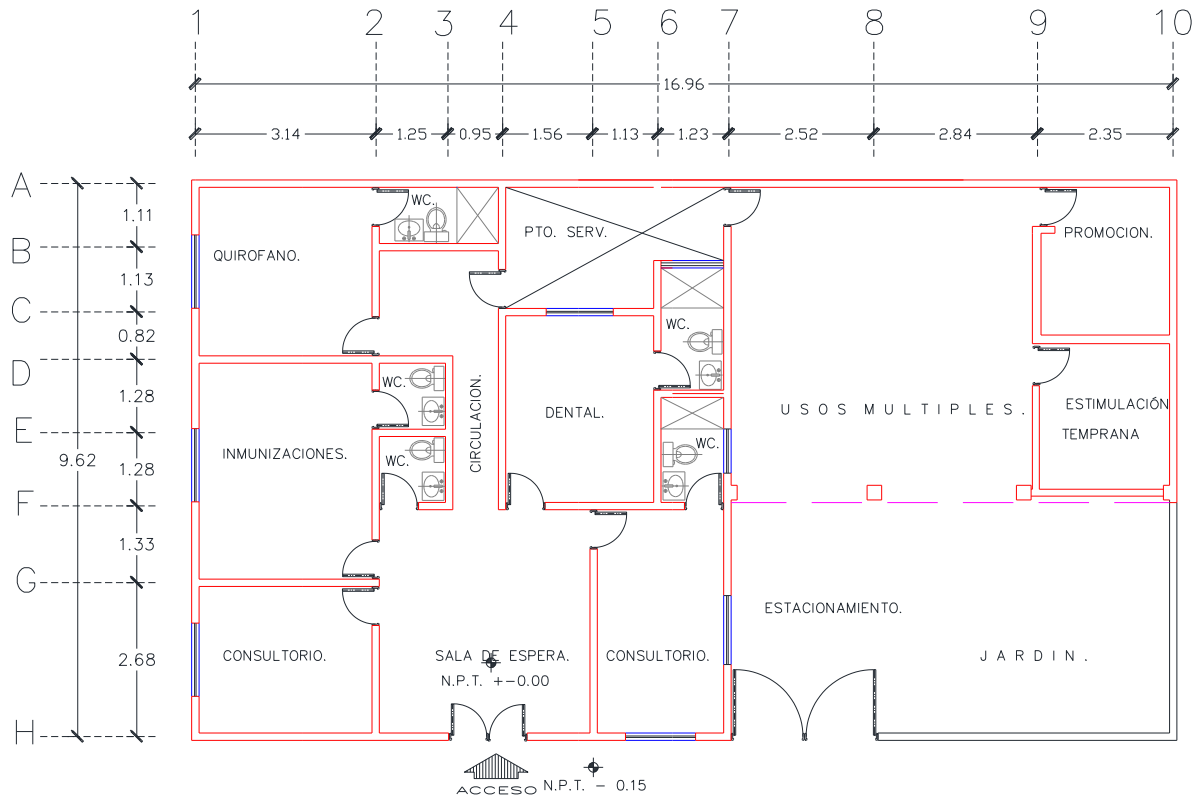 1 2 3 4 5 6 7 8 9 10
16.96
3.14 1.25 0.95 1.56 1.13 1.23 2.52 2.84 2.35
A
B
C
D
E
F
G
H
1.11
1.13
0.82
1.28
1.28
1.33
2.68
9.62
WC.
PTO. SERV.
PROMOCION.
QUIROFANO.
WC.
WC.
CIRCULACION.
DENTAL.
USOS MULTIPLES.
ESTIMULACIÓN
TEMPRANA
WC.
WC.
INMUNIZACIONES.
ESTACIONAMIENTO.
CONSULTORIO.
SALA DE ESPERA.
N.P.T. +-0.00
CONSULTORIO.
JARDIN.
ACCESO
N.P.T. - 0.15